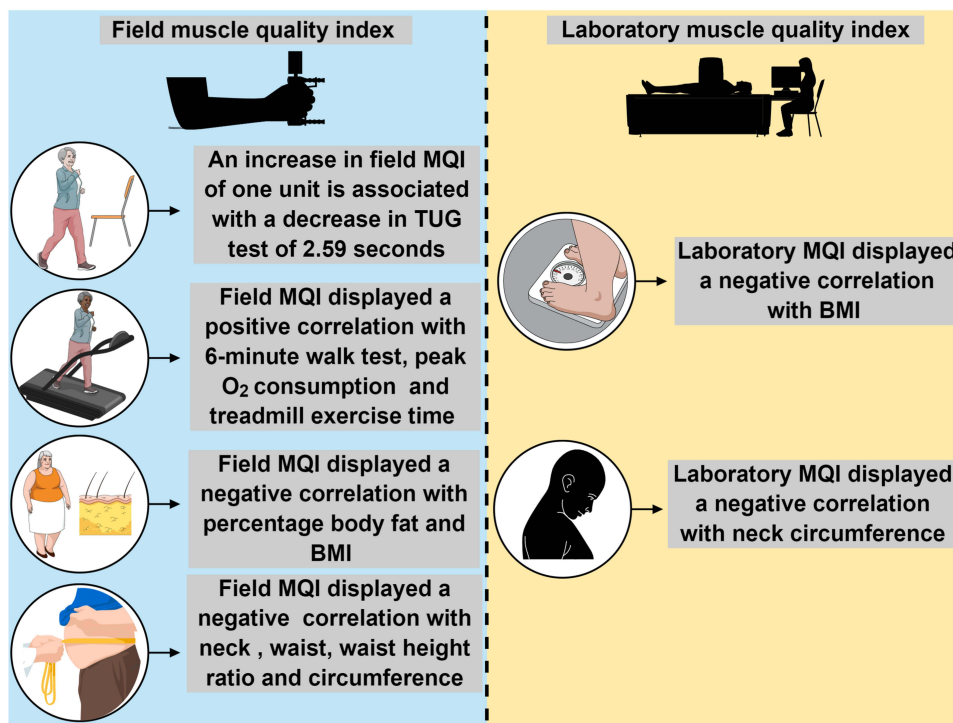 Field muscle quality index
An increase in field MQI
of one unit is associated
with a decrease in TUG
test of 2.59 seconds
Field MQI displayed a
positive correlation with
6-minute walk test, peak
O₂ consumption and
treadmill exercise time
Field MQI displayed a
negative correlation with
percentage body fat and
BMI
Field MQI displayed a
negative correlation with
neck , waist, waist height
ratio and circumference
Laboratory muscle quality index
Laboratory MQI displayed
a negative correlation
with BMI
Laboratory MQI displayed
a negative correlation
with neck circumference